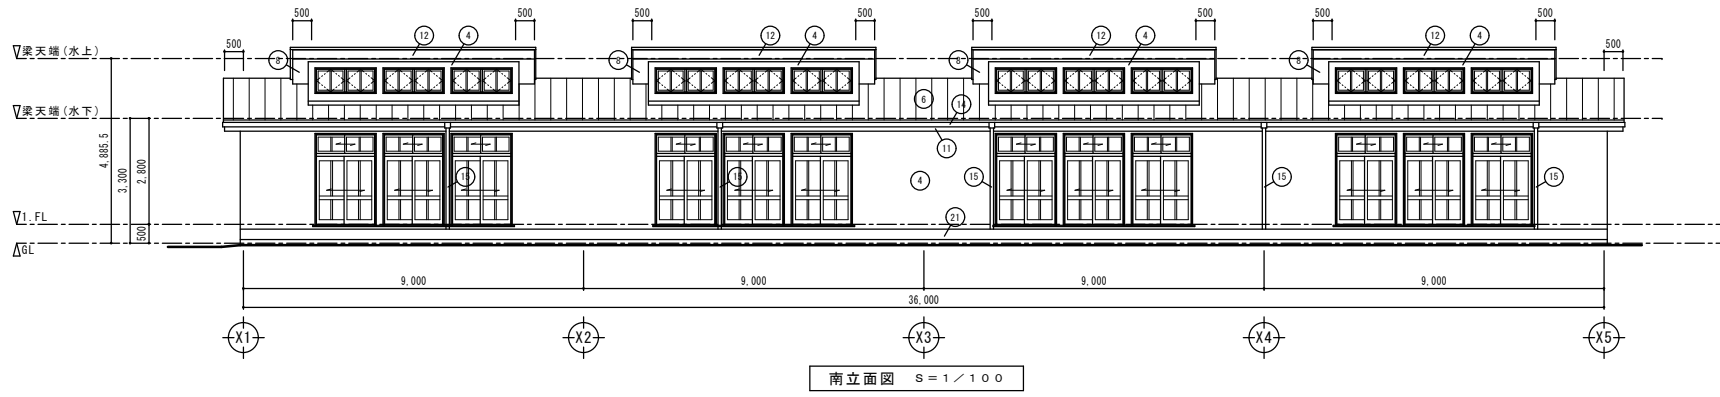 500 500 500 500 500 500 500 500
▽梁天端(水上) 500 12 4 12 4 12 4 12 4 500
8 8 8 8
▽梁天端(水下) 6 14
11
4,885.5 3,300 2,800
15 15 4 15 15 15
▽1.FL 21
500
△GL
9,000 9,000 9,000 9,000
36,000
X1 X2 X3 X4 X5
南立面図 S=1/100